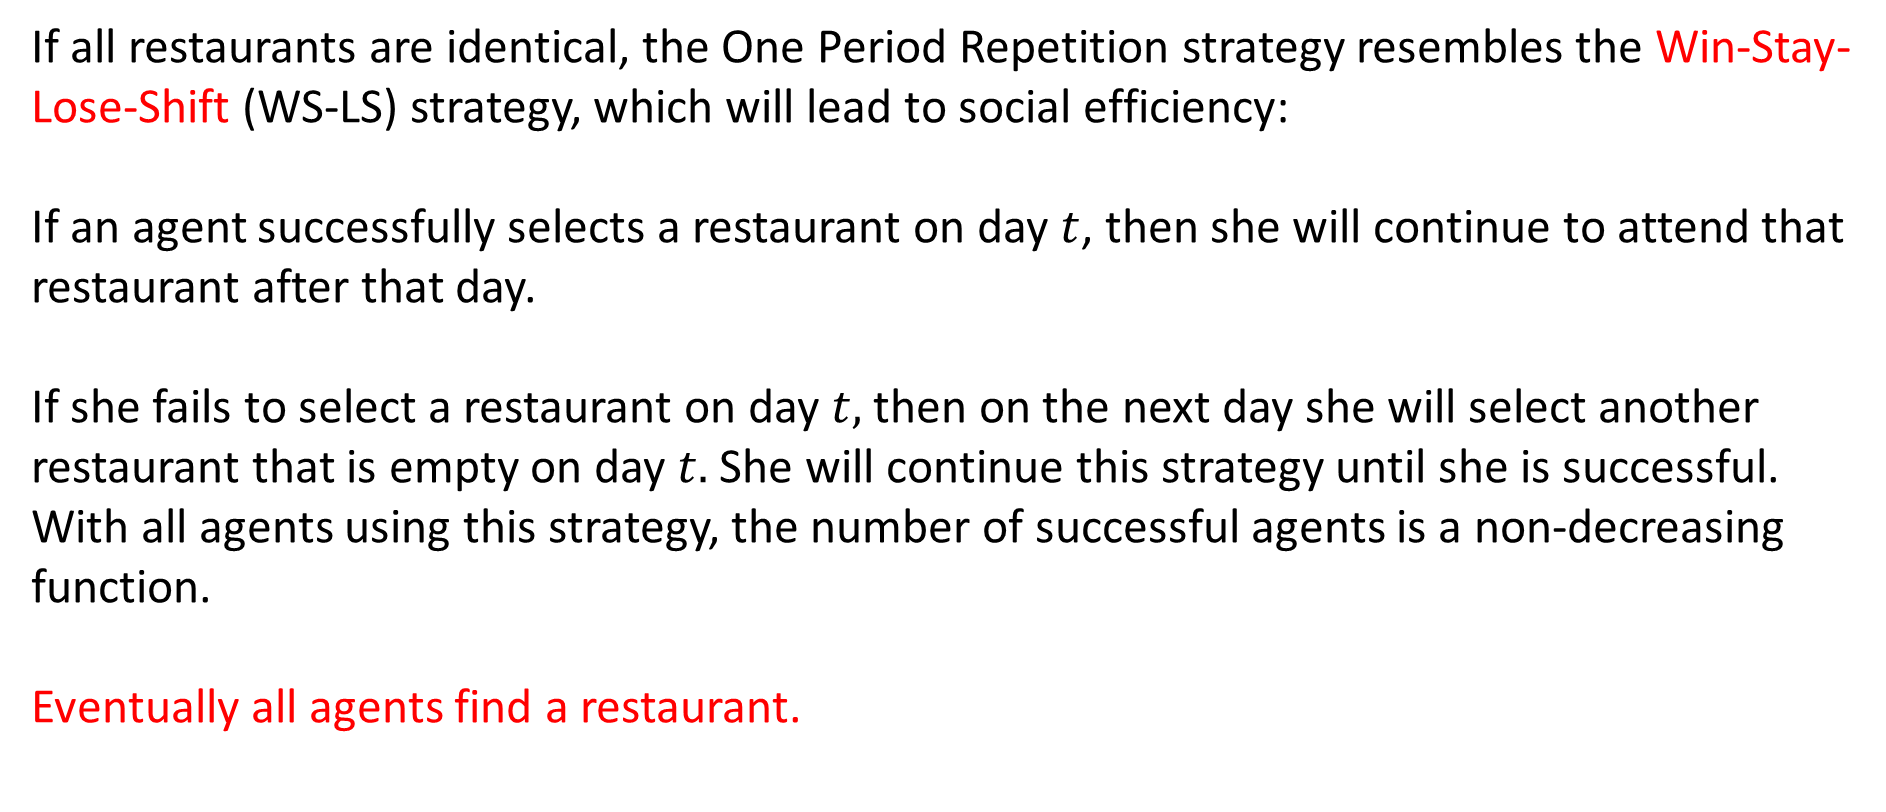 If all restaurants are identical, the One Period Repetition strategy resembles the Win-Stay-
Lose-Shift (WS-LS) strategy, which will lead to social efficiency:
If an agent successfully selects a restaurant on day t, then she will continue to attend that
restaurant after that day.
If she fails to select a restaurant on day t, then on the next day she will select another
restaurant that is empty on day t. She will continue this strategy until she is successful.
With all agents using this strategy, the number of successful agents is a non-decreasing
function.
Eventually all agents find a restaurant.